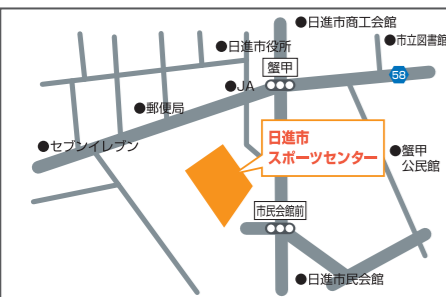 日進市商工会館
市立図書館
日進市役所
蟹甲
58
JA
郵便局
セブンイレブン
日進市
スポーツセンター
蟹甲
公民館
市民会館前
日進市民会館